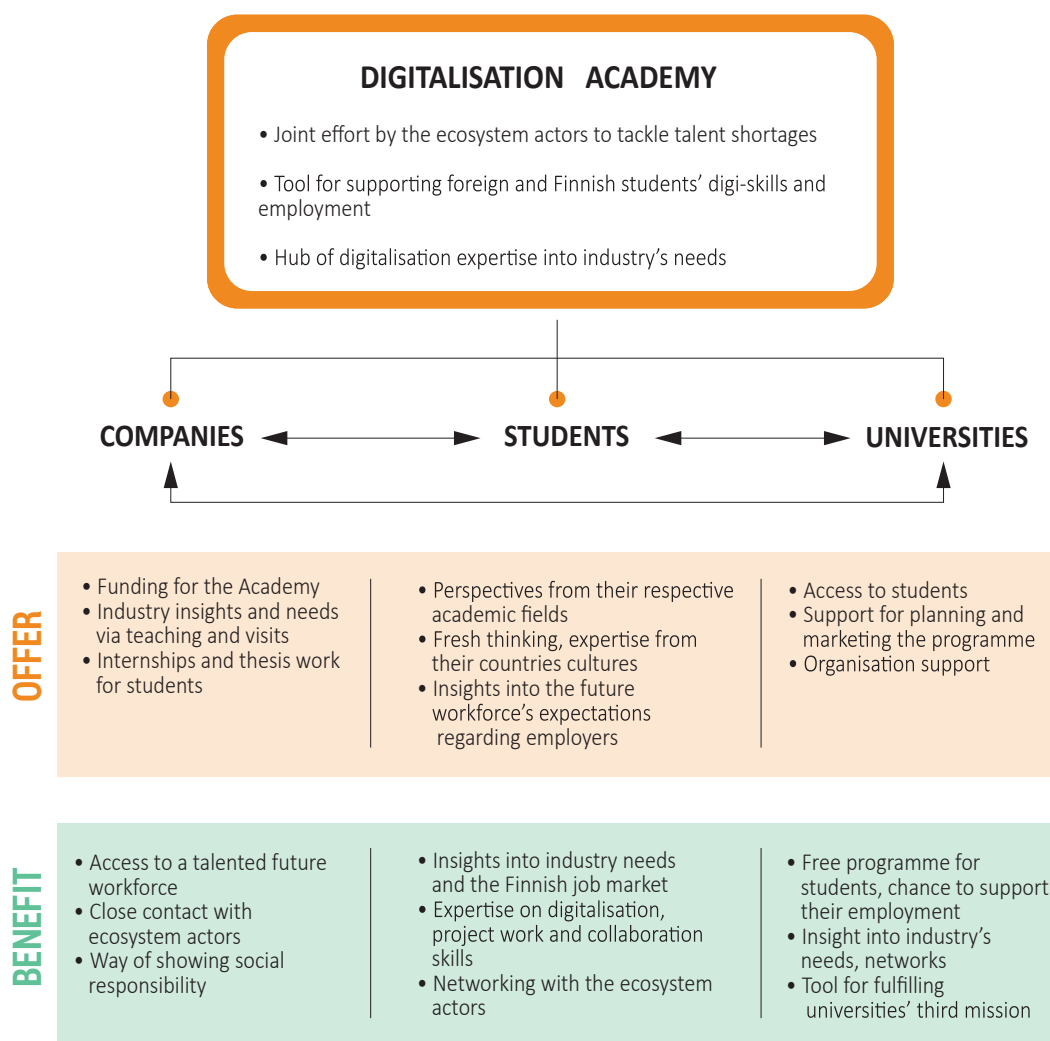 DIGITALISATION ACADEMY
• Joint effort by the ecosystem actors to tackle talent shortages
• Tool for supporting foreign and Finnish students’ digi-skills and
employment
• Hub of digitalisation expertise into industry’s needs
COMPANIES
STUDENTS
UNIVERSITIES
OFFER
• Funding for the Academy
• Industry insights and needs
via teaching and visits
• Internships and thesis work
for students
• Perspectives from their respective
academic fields
• Fresh thinking, expertise from
their countries cultures
• Insights into the future
workforce’s expectations
regarding employers
• Access to students
• Support for planning and
marketing the programme
• Organisation support
BENEFIT
• Access to a talented future
workforce
• Close contact with
ecosystem actors
• Way of showing social
responsibility
• Insights into industry needs
and the Finnish job market
• Expertise on digitalisation,
project work and collaboration
skills
• Networking with the ecosystem
actors
• Free programme for
students, chance to support
their employment
• Insight into industry’s
needs, networks
• Tool for fulfilling
universities’ third mission